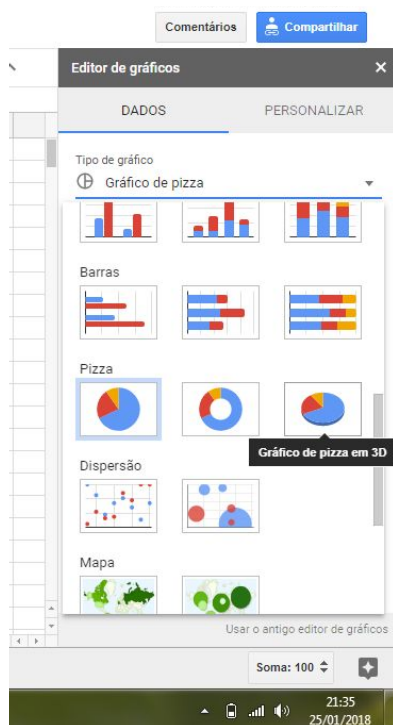 Comentários
Compartilhar
Editor de gráficos
DADOS
PERSONALIZAR
Tipo de gráfico
Gráfico de pizza
Barras
Pizza
Gráfico de pizza em 3D
Dispersão
Mapa
Usar o antigo editor de gráficos
Soma: 100
21:35
25/01/2018